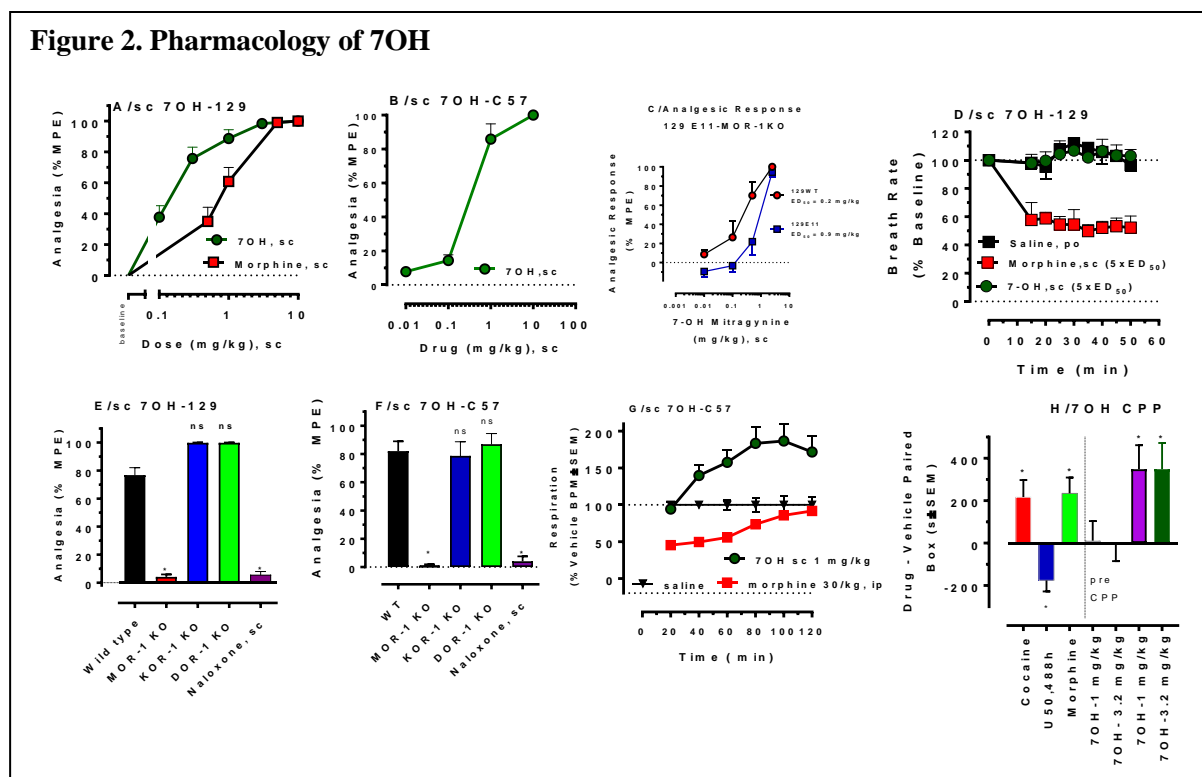 Figure 2. Pharmacology of 7OH
A/sc 7OH-129
Analgesia (% MPE)
100
80
60
40
20
0
7OH, sc
Morphine, sc
baseline
0.1
1
10
Dose (mg/kg), sc
B/sc 7OH-C57
Analgesia (% MPE)
100
80
60
40
20
0
7OH, sc
0.01
0.1
1
10
100
Drug (mg/kg), sc
C/Analgesic Response
129 E11-MOR-1KO
Analgesic Response
(% MPE)
100
80
60
40
20
0
129WT
ED50 = 0.2 mg/kg
129E11
ED50 = 0.9 mg/kg
0.001
0.01
0.1
1
10
7-OH Mitragynine
(mg/kg), sc
D/sc 7OH-129
Breath Rate
(% Baseline)
120
100
80
60
40
20
0
Saline, po
Morphine, sc (5xED50)
7-OH, sc (5xED50)
0
10
20
30
40
50
60
Time (min)
E/sc 7OH-129
Analgesia (% MPE)
100
80
60
40
20
0
ns
ns
*
*
Wild type
MOR-1 KO
KOR-1 KO
DOR-1 KO
Naloxone, sc
F/sc 7OH-C57
Analgesia (% MPE)
100
80
60
40
20
0
ns
ns
*
*
WT
MOR-1 KO
KOR-1 KO
DOR-1 KO
Naloxone, sc
G/sc 7OH-C57
Respiration
(% Vehicle BPM±SEM)
200
150
100
50
0
7OH sc 1 mg/kg
saline
morphine 30/kg, ip
0
20
40
60
80
100
120
Time (min)
H/7OH CPP
Drug - Vehicle Paired
Box (s±SEM)
400
200
0
-200
*
*
*
*
*
pre
CPP
Cocaine
U50,488h
Morphine
7OH-1 mg/kg
7OH-3.2 mg/kg
7OH-1 mg/kg
7OH-3.2 mg/kg